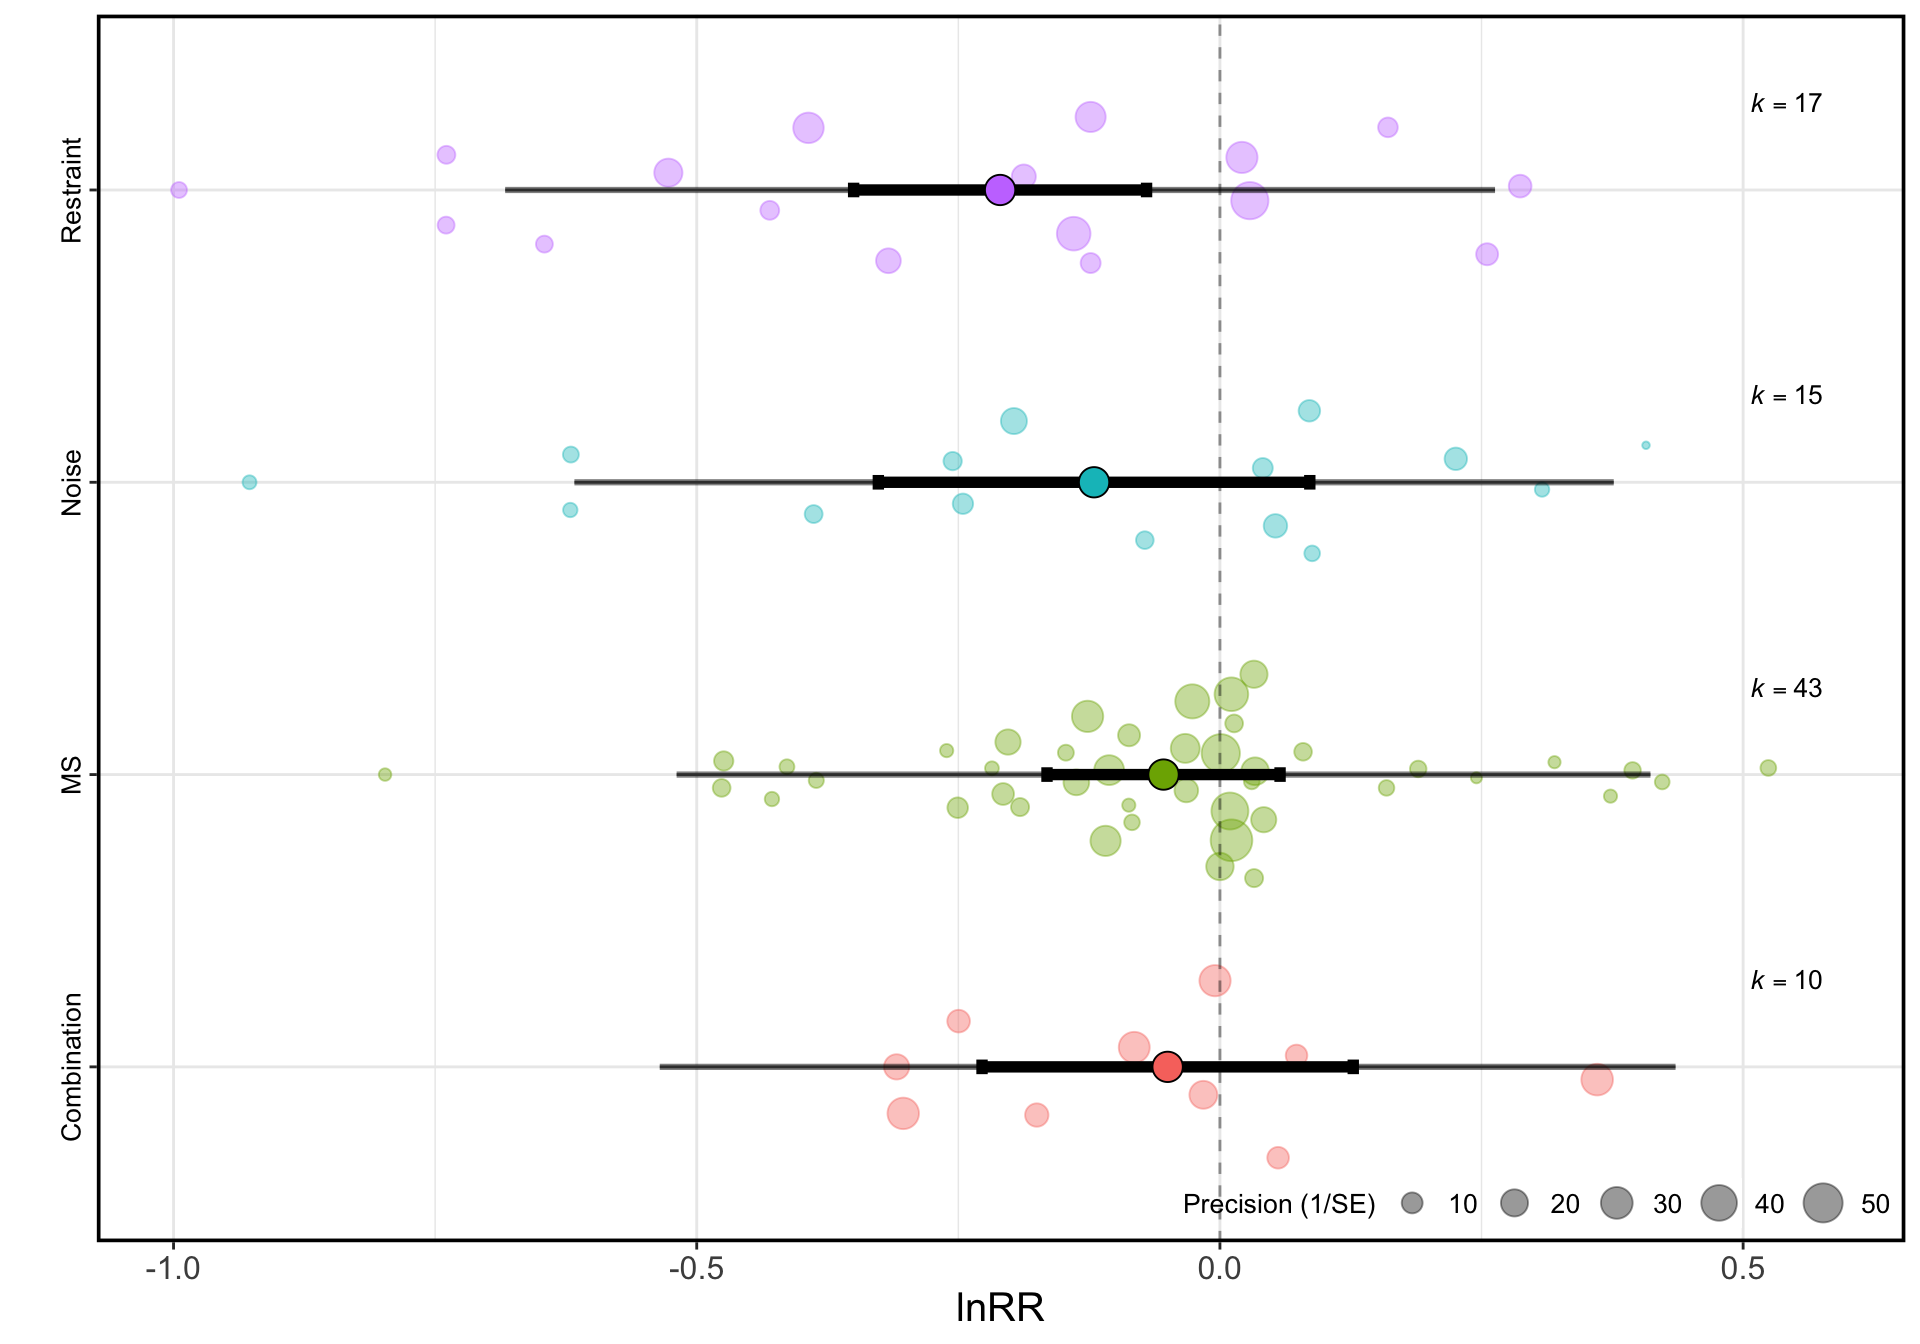 Restraint
k = 17
Noise
k = 15
MS
k = 43
Combination
k = 10
Precision (1/SE) 10 20 30 40 50
-1.0 -0.5 0.0 0.5
lnRR